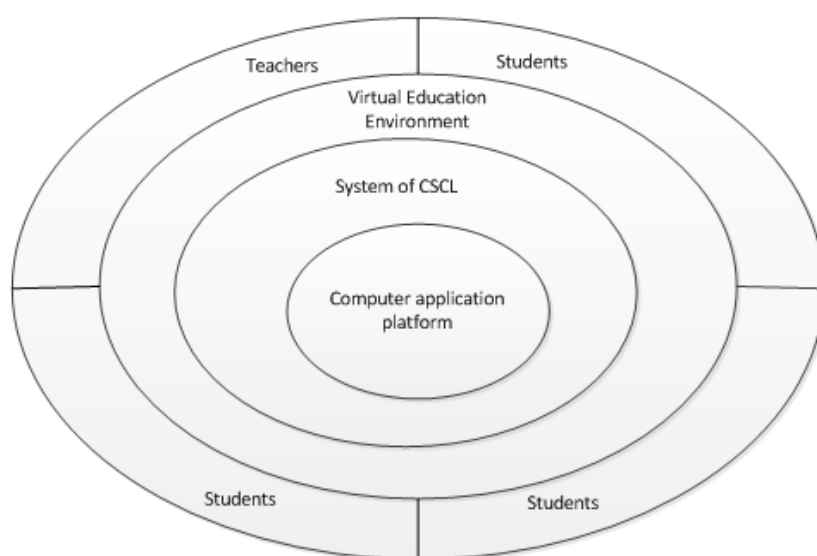 Teachers
Students
Virtual Education
Environment
System of CSCL
Computer application
platform
Students
Students